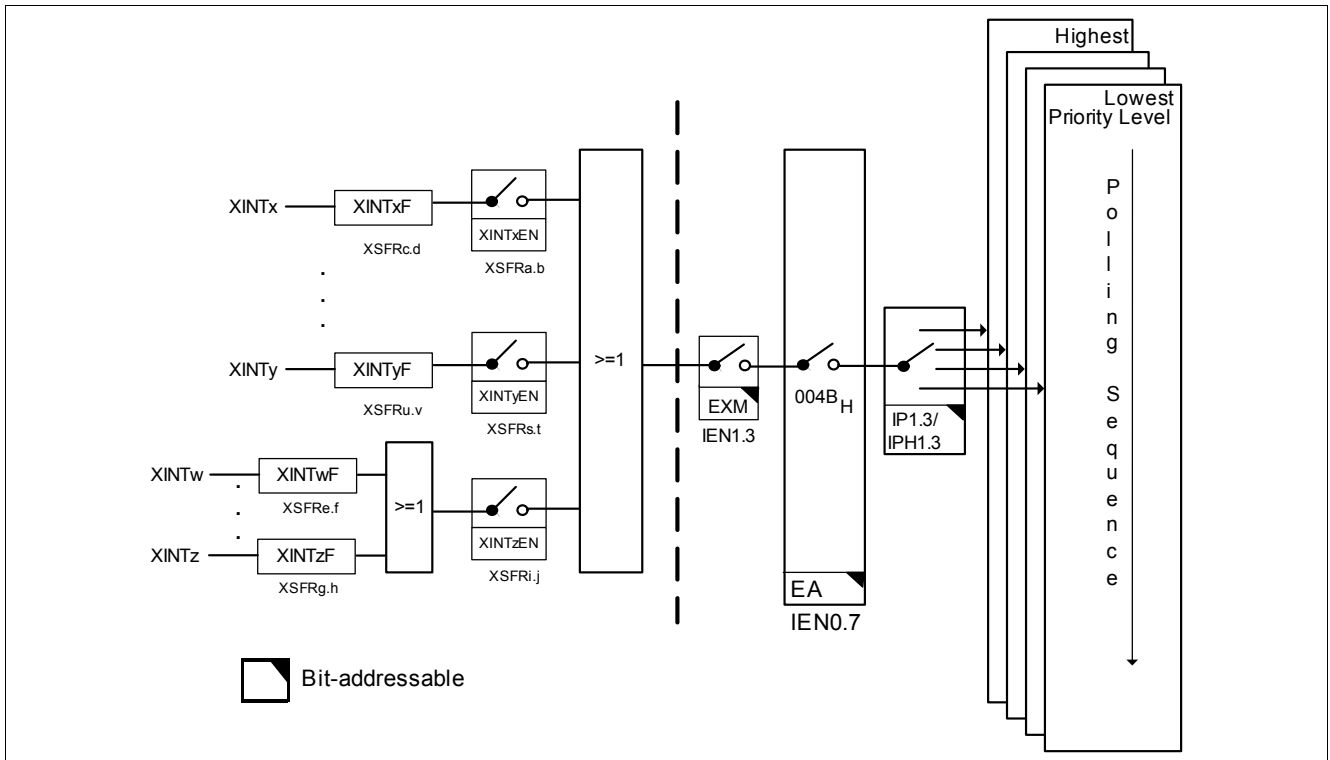 Highest
Lowest
Priority Level
Polling Sequence
XINTx
XINTxF
XSFRc.d
XINTxEN
XSFRa.b
.
.
.
XINTy
XINTyF
XSFRu.v
XINTyEN
XSFRs.t
>=1
EXM
IEN1.3
004BH
IP1.3/
IPH1.3
XINTw
XINTwF
XSFRe.f
.
.
.
>=1
XINTzEN
XSFRi.j
XINTz
XINTzF
XSFRg.h
EA
IEN0.7
Bit-addressable